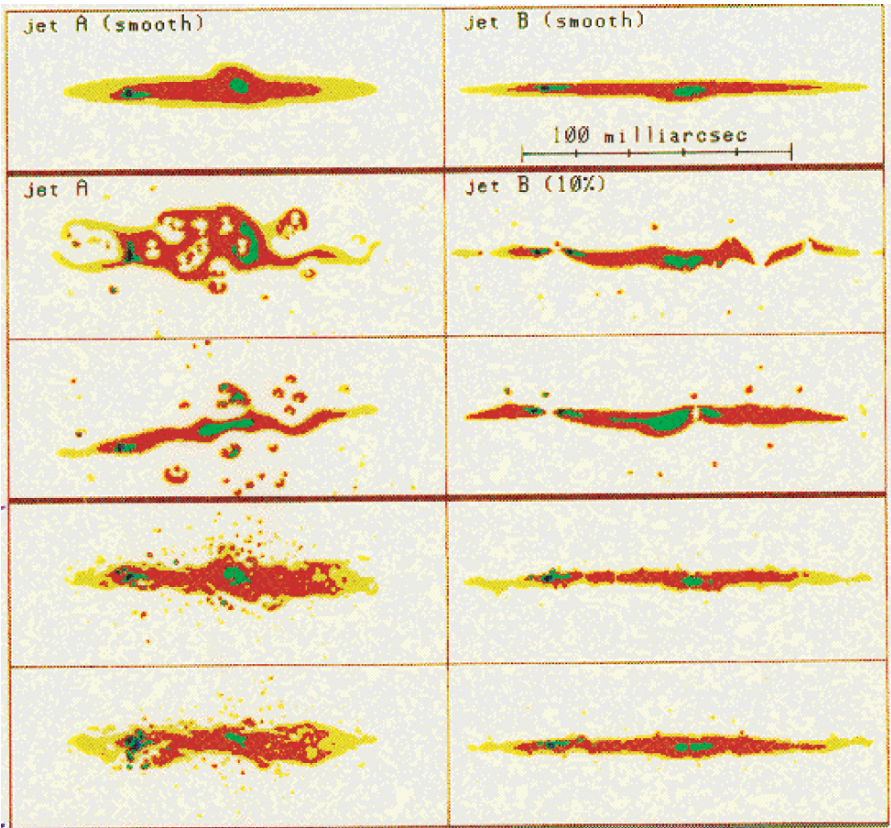 jet A (smooth)
jet B (smooth)
100 milliarcsec
jet A
jet B (10%)